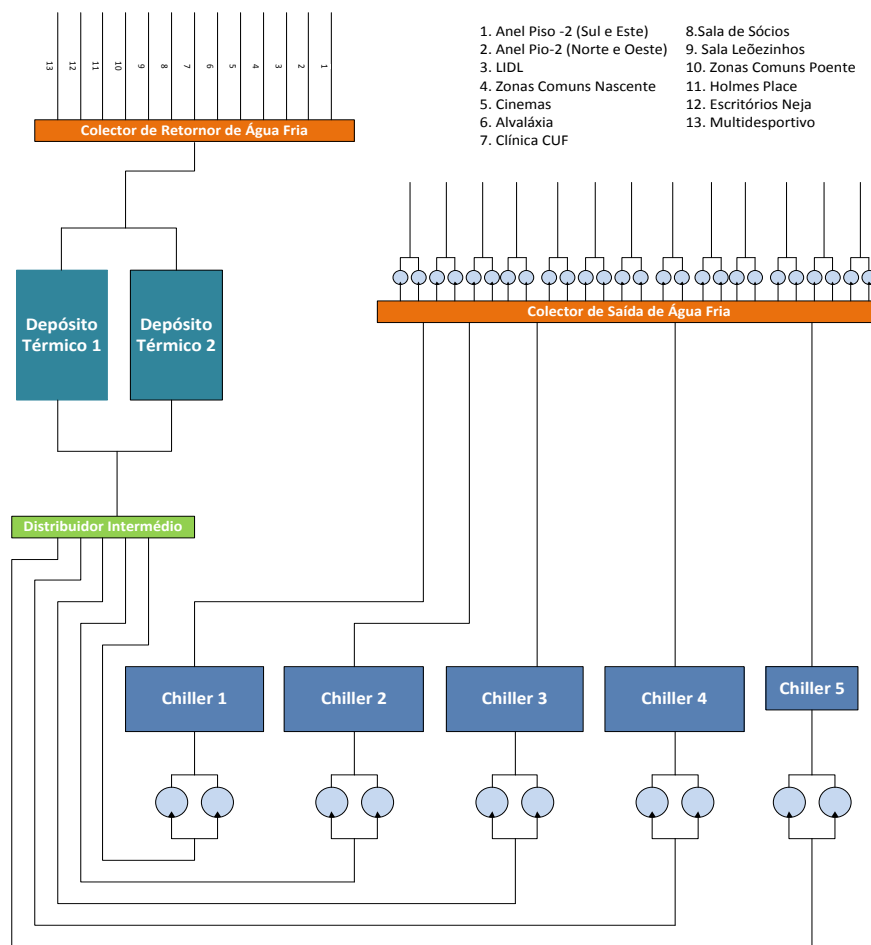 1. Anel Piso -2 (Sul e Este)
2. Anel Pio-2 (Norte e Oeste)
3. LIDL
4. Zonas Comuns Nascente
5. Cinemas
6. Alvaláxia
7. Clínica CUF
8.Sala de Sócios
9. Sala Leõezinhos
10. Zonas Comuns Poente
11. Holmes Place
12. Escritórios Neja
13. Multidesportivo
13 12 11 10 9 8 7 6 5 4 3 2 1
Colector de Retornor de Água Fria
Depósito
Térmico 1
Depósito
Térmico 2
Colector de Saída de Água Fria
Distribuidor Intermédio
Chiller 1
Chiller 2
Chiller 3
Chiller 4
Chiller 5